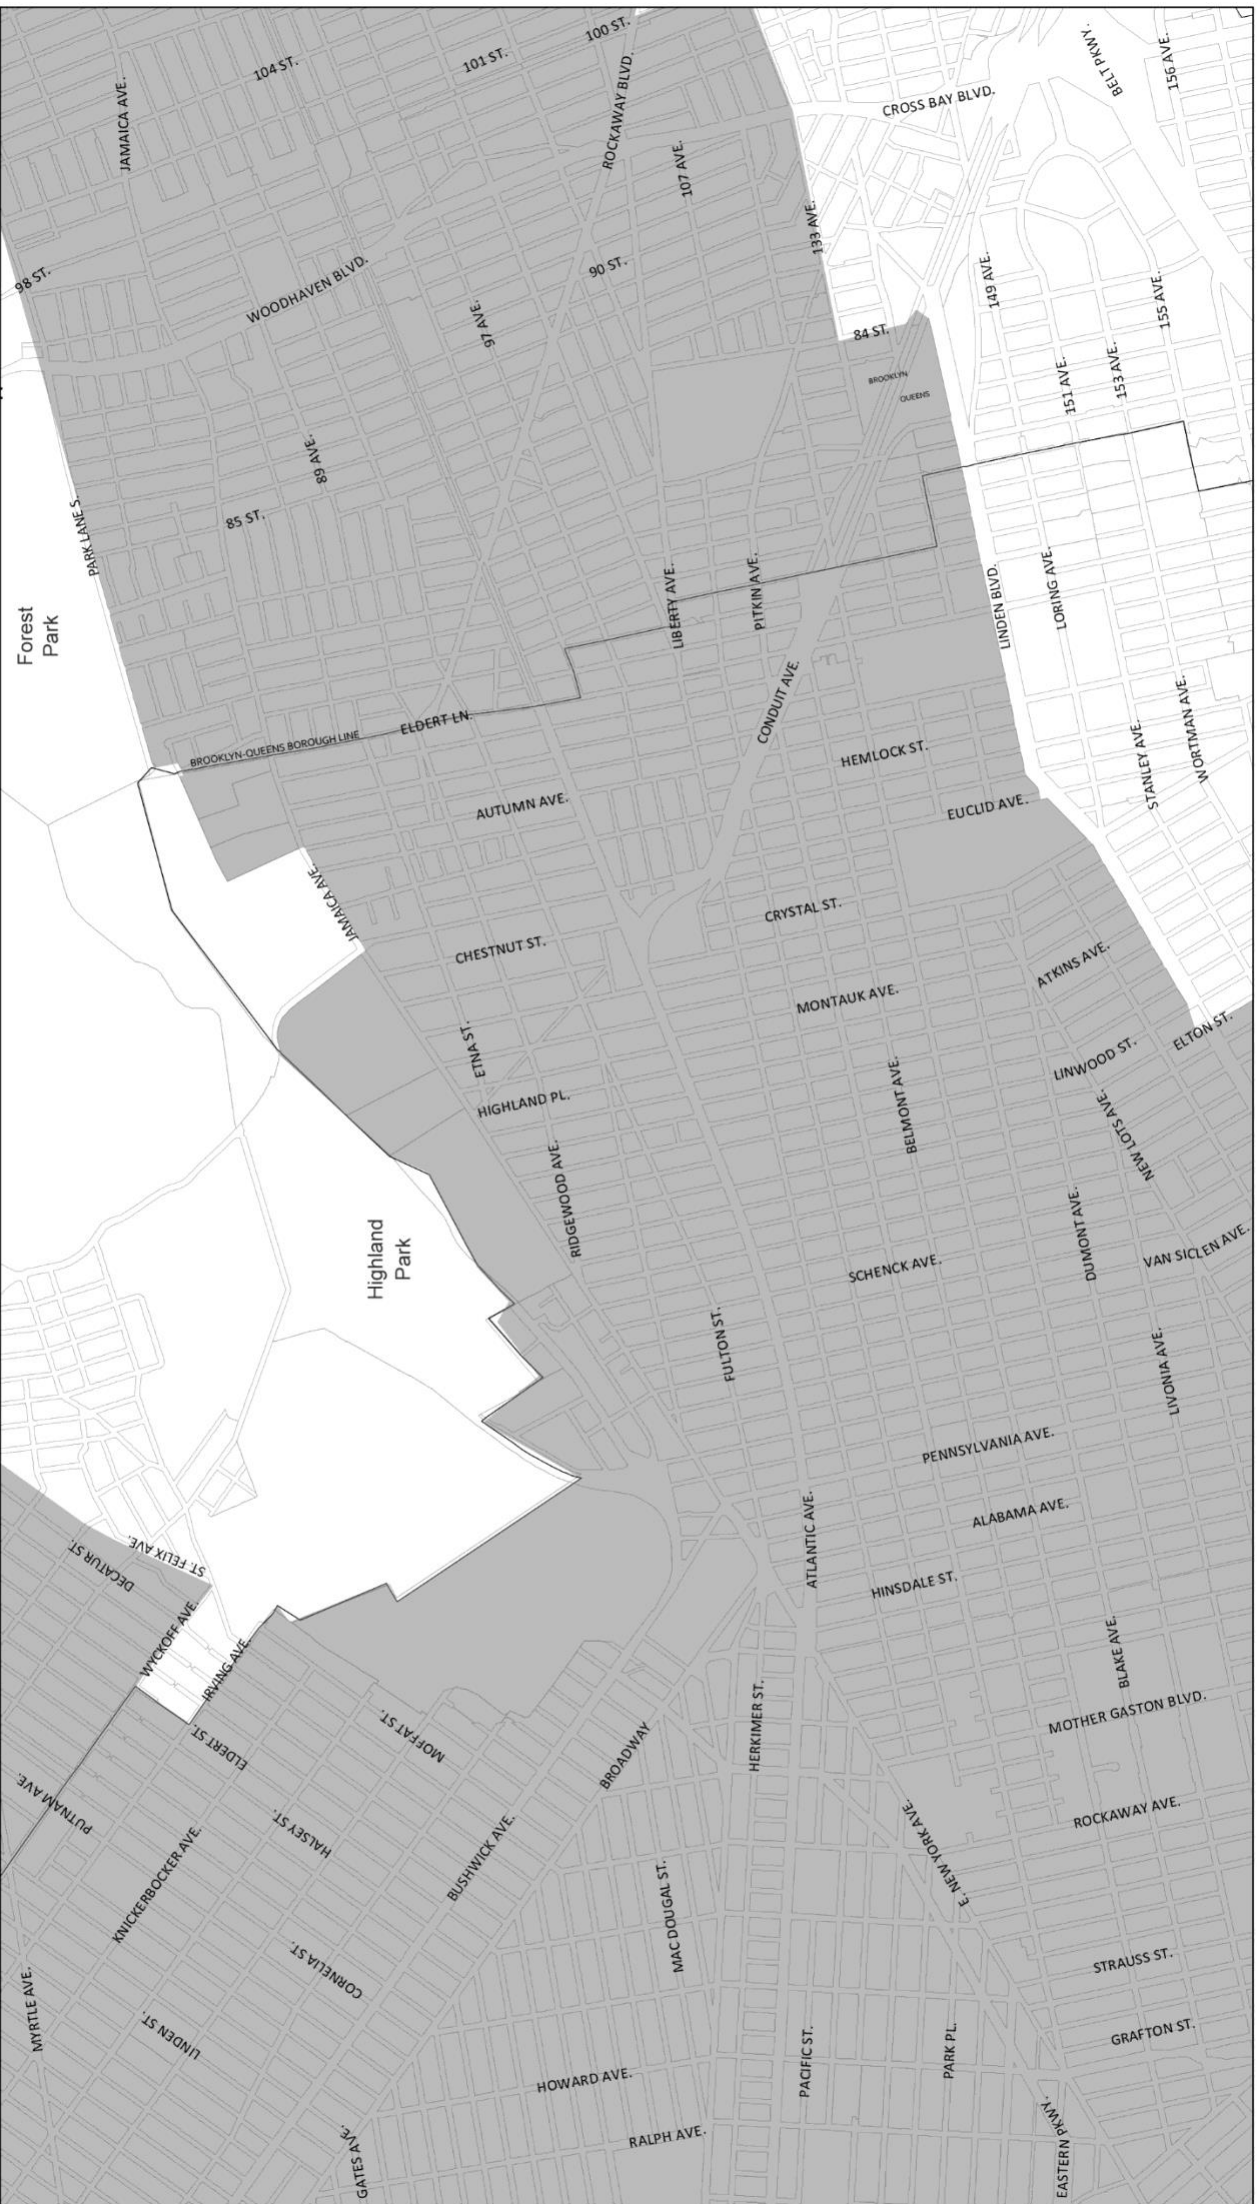 100 ST.
101 ST.
104 ST.
JAMAICA AVE.
ROCKAWAY BLVD.
BELT PKWY.
156 AVE.
CROSS BAY BLVD.
107 AVE.
133 AVE.
98 ST.
WOODHAVEN BLVD.
90 ST.
97 AVE.
149 AVE.
155 AVE.
84 ST.
BROOKLYN
QUEENS
151 AVE.
153 AVE.
89 AVE.
85 ST.
PARK LANE S.
Forest
Park
LIBERTY AVE.
PITKIN AVE.
LINDEN BLVD.
LORING AVE.
CONDUIT AVE.
ELDERT LN.
BROOKLYN-QUEENS BOROUGH LINE
HEMLOCK ST.
STANLEY AVE.
WORTMAN AVE.
AUTUMN AVE.
EUCLID AVE.
JAMAICA AVE.
CRYSTAL ST.
CHESTNUT ST.
ATKINS AVE.
MONTAUK AVE.
ETNA ST.
ELTON ST.
LINWOOD ST.
HIGHLAND PL.
BELMONT AVE.
NEW LOTS AVE.
RIDGEWOOD AVE.
Highland
Park
DUMONT AVE.
VAN SICLEN AVE.
SCHENCK AVE.
FULTON ST.
LIVONIA AVE.
PENNSYLVANIA AVE.
ALABAMA AVE.
ATLANTIC AVE.
ST. FELIX AVE.
DECATUR ST.
HINSDALE ST.
WYCKOFF AVE.
IRVING AVE.
BLAKE AVE.
MOTHER GASTON BLVD.
HERKIMER ST.
MOFFAT ST.
ELDERT ST.
BROADWAY
PUTNAM AVE.
HALSEY ST.
ROCKAWAY AVE.
E. NEW YORK AVE.
BUSHWICK AVE.
KNICKERBOCKER AVE.
MAC DOUGAL ST.
STRAUSS ST.
CORNELIA ST.
MYRTLE AVE.
LINDEN ST.
GRAFTON ST.
PACIFIC ST.
PARK PL.
HOWARD AVE.
RALPH AVE.
GATES AVE.
EASTERN PKWY.